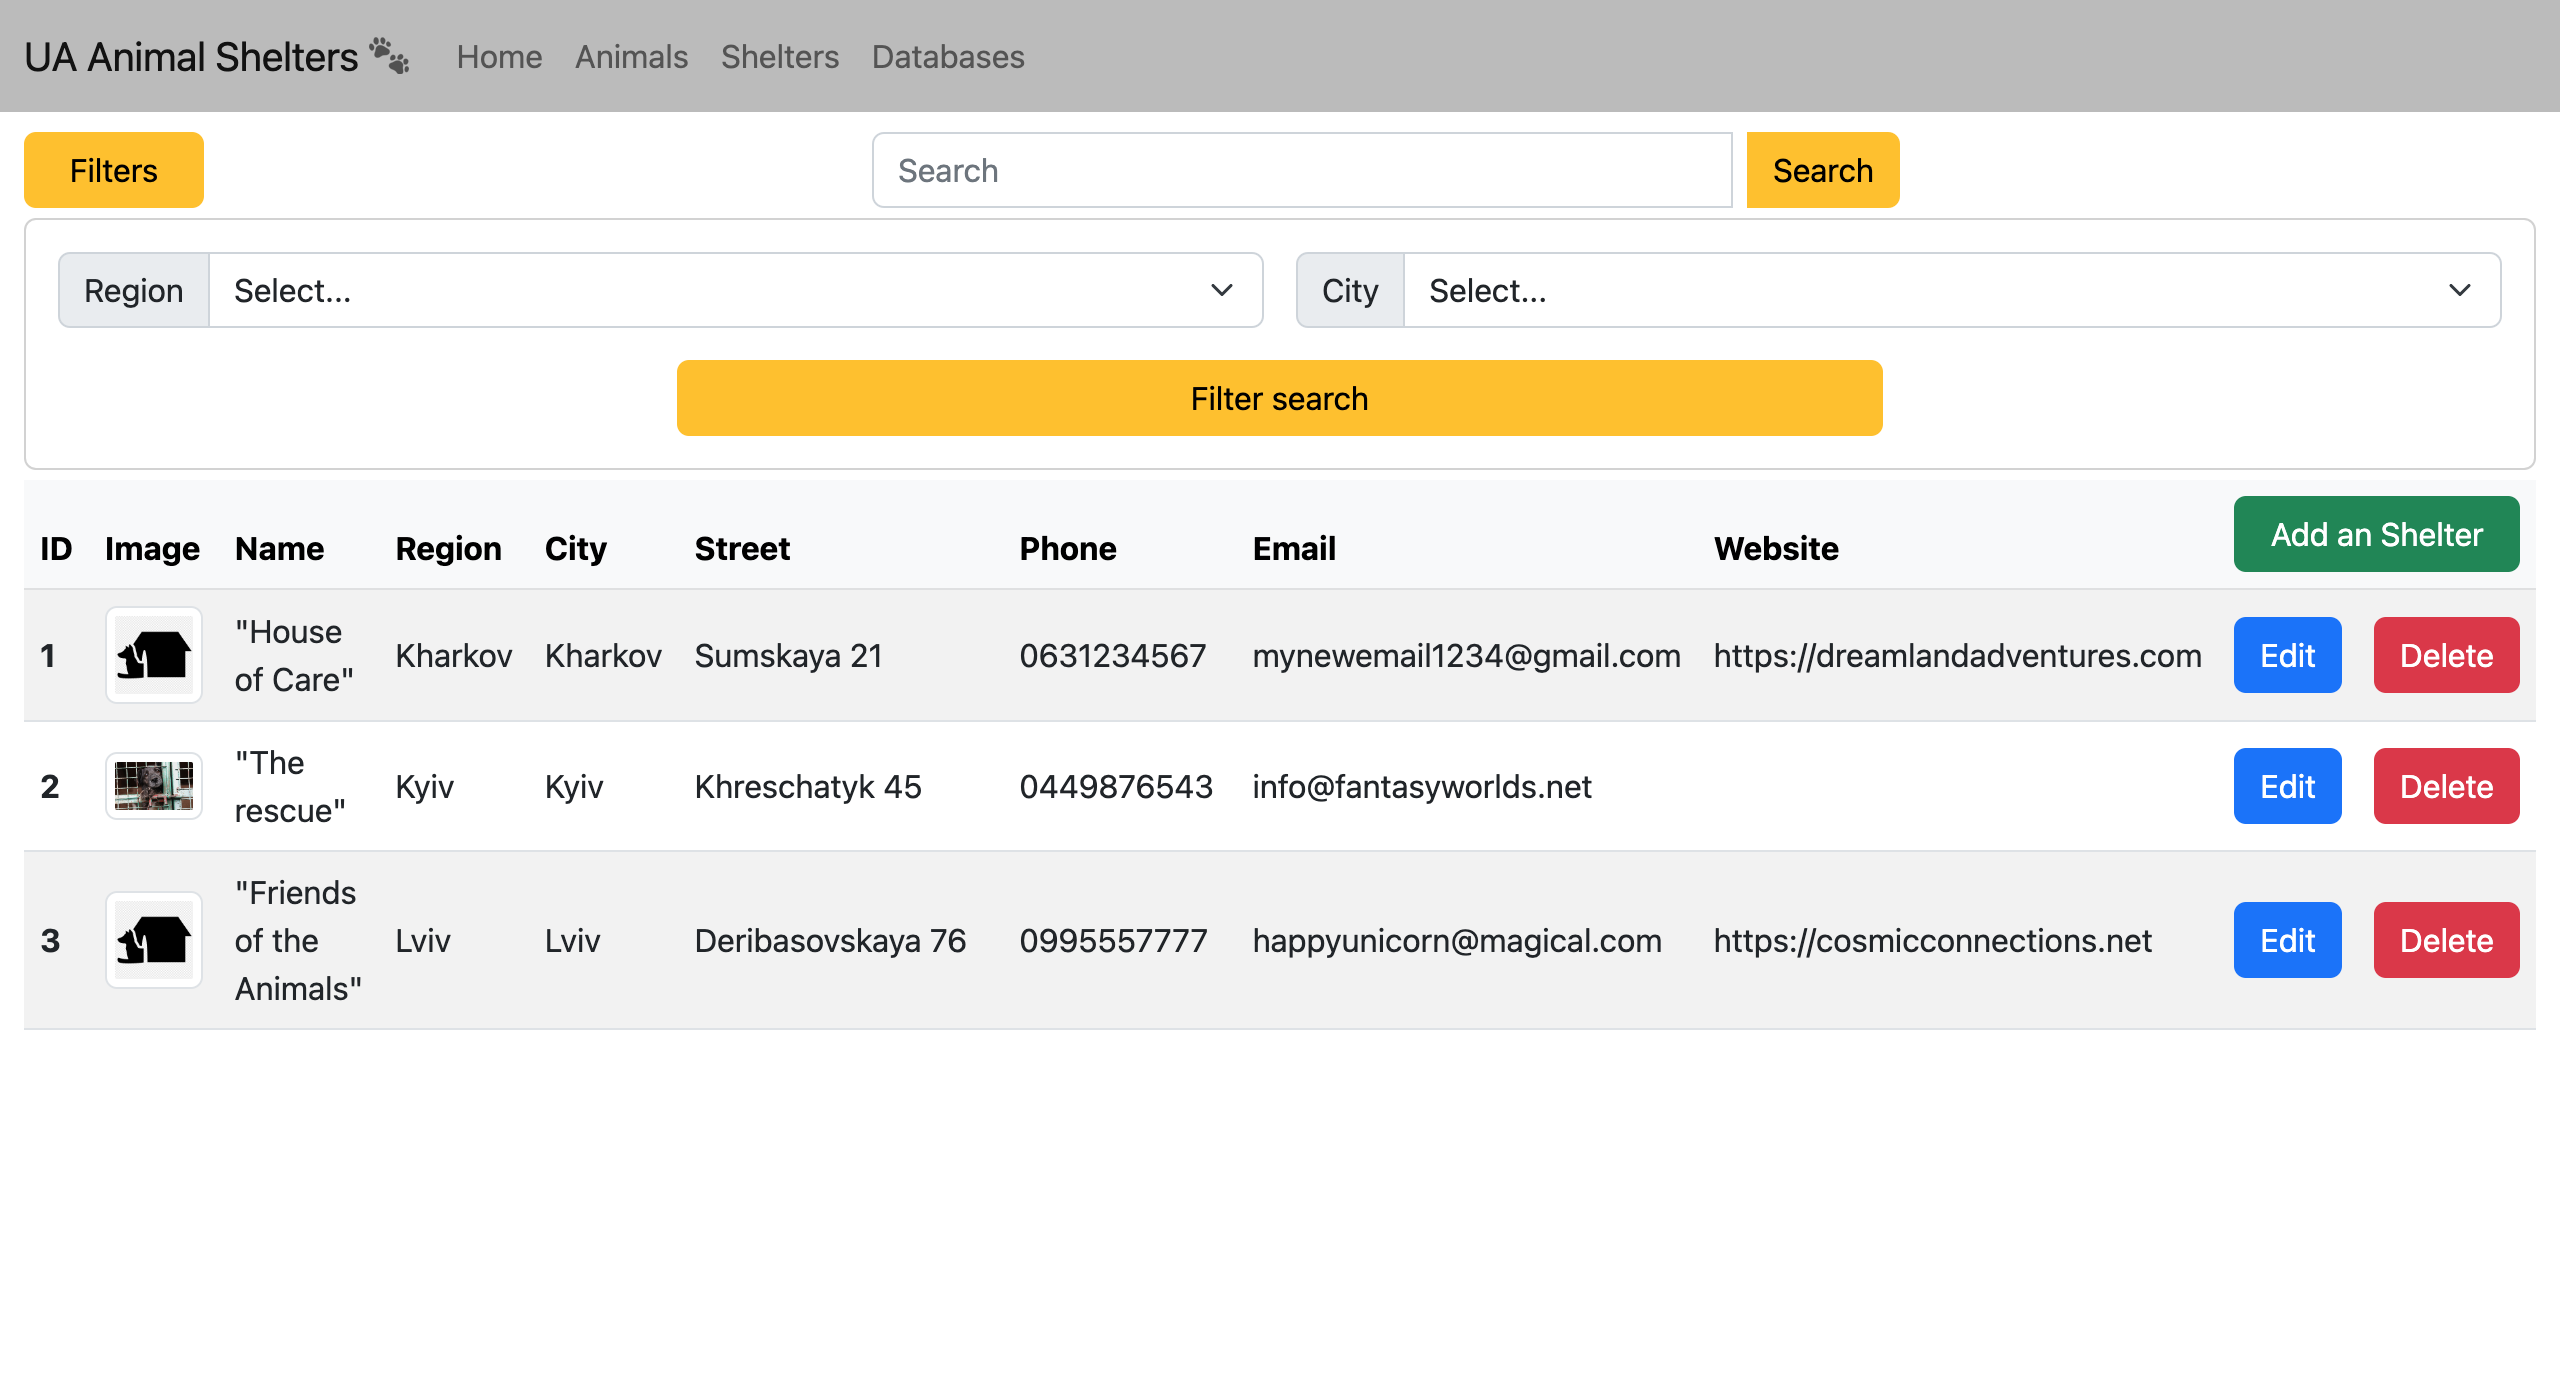 UA Animal Shelters Home Animals Shelters Databases
Filters Search Search
Region Select... City Select...
Filter search
ID Image Name Region City Street Phone Email Website Add an Shelter
1 "House of Care" Kharkov Kharkov Sumskaya 21 0631234567 mynewemail1234@gmail.com https://dreamlandadventures.com Edit Delete
2 "The rescue" Kyiv Kyiv Khreschatyk 45 0449876543 info@fantasyworlds.net Edit Delete
3 "Friends of the Animals" Lviv Lviv Deribasovskaya 76 0995557777 happyunicorn@magical.com https://cosmicconnections.net Edit Delete